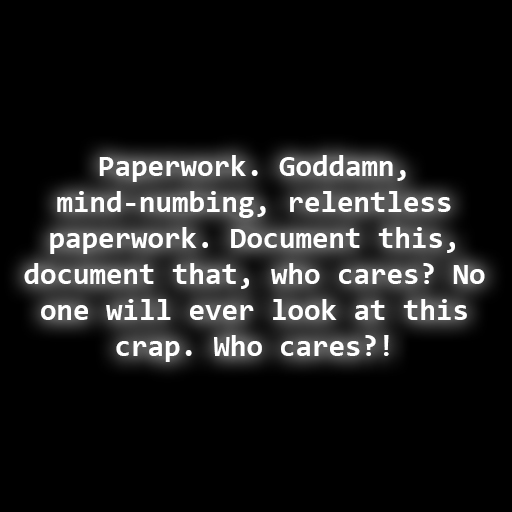 Paperwork. Goddamn,
mind-numbing, relentless
paperwork. Document this,
document that, who cares? No
one will ever look at this
crap. Who cares?!